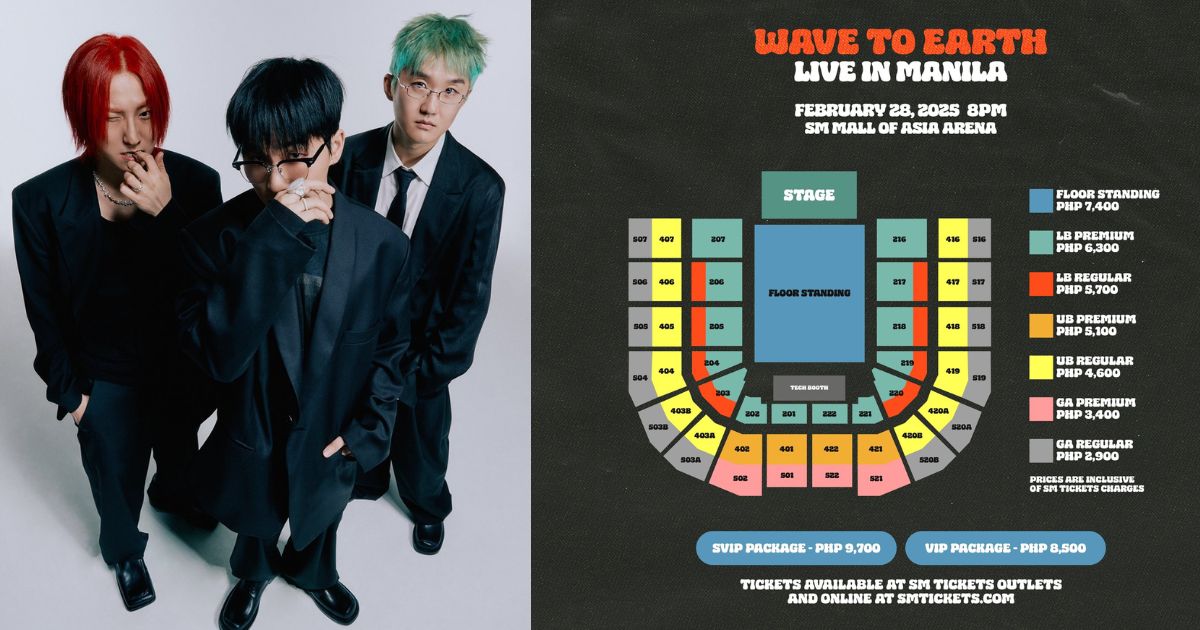 WAVE TO EARTH
LIVE IN MANILA
FEBRUARY 28, 2025 8PM
SM MALL OF ASIA ARENA
STAGE
507 407 207 216 416 516
506 406 206 217 417 517
FLOOR STANDING
505 405 205 218 418 518
504 404 204 219 419 519
203 220
TECH BOOTH
503B 403B 202 201 222 221 420A 520A
503A 403A 402 401 422 421 420B 520B
502 501 522 521
FLOOR STANDING
PHP 7,400
LB PREMIUM
PHP 6,300
LB REGULAR
PHP 5,700
UB PREMIUM
PHP 5,100
UB REGULAR
PHP 4,600
GA PREMIUM
PHP 3,400
GA REGULAR
PHP 2,900
PRICES ARE INCLUSIVE
OF SM TICKETS CHARGES
SVIP PACKAGE - PHP 9,700
VIP PACKAGE - PHP 8,500
TICKETS AVAILABLE AT SM TICKETS OUTLETS
AND ONLINE AT SMTICKETS.COM